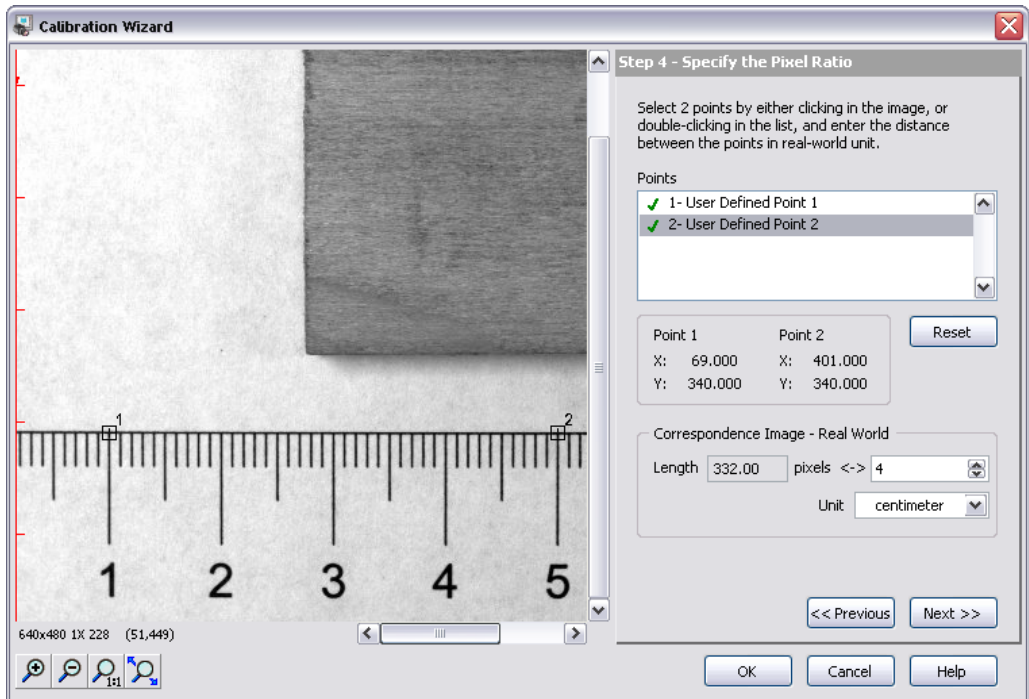 Calibration Wizard
Step 4 - Specify the Pixel Ratio
Select 2 points by either clicking in the image, or
double-clicking in the list, and enter the distance
between the points in real-world unit.
Points
1- User Defined Point 1
2- User Defined Point 2
Point 1 Point 2
X: 69.000 X: 401.000
Y: 340.000 Y: 340.000
Reset
Correspondence Image - Real World
Length 332.00 pixels <-> 4
Unit centimeter
1 2
1 2 3 4 5
<< Previous Next >>
640x480 1X 228 (51,449)
1:1
OK Cancel Help